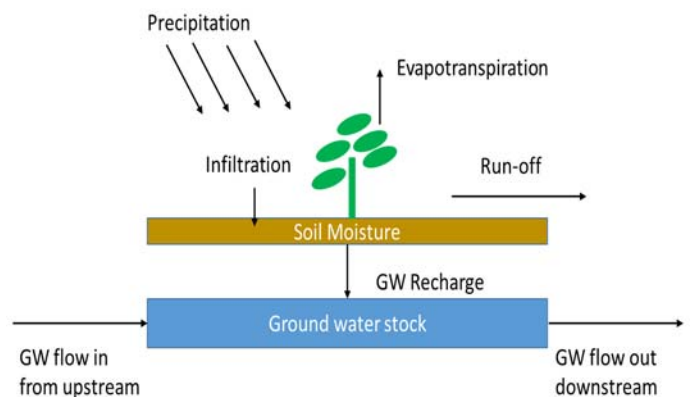 Precipitation
Evapotranspiration
Infiltration
Run-off
Soil Moisture
GW Recharge
Ground water stock
GW flow in
from upstream
GW flow out
downstream